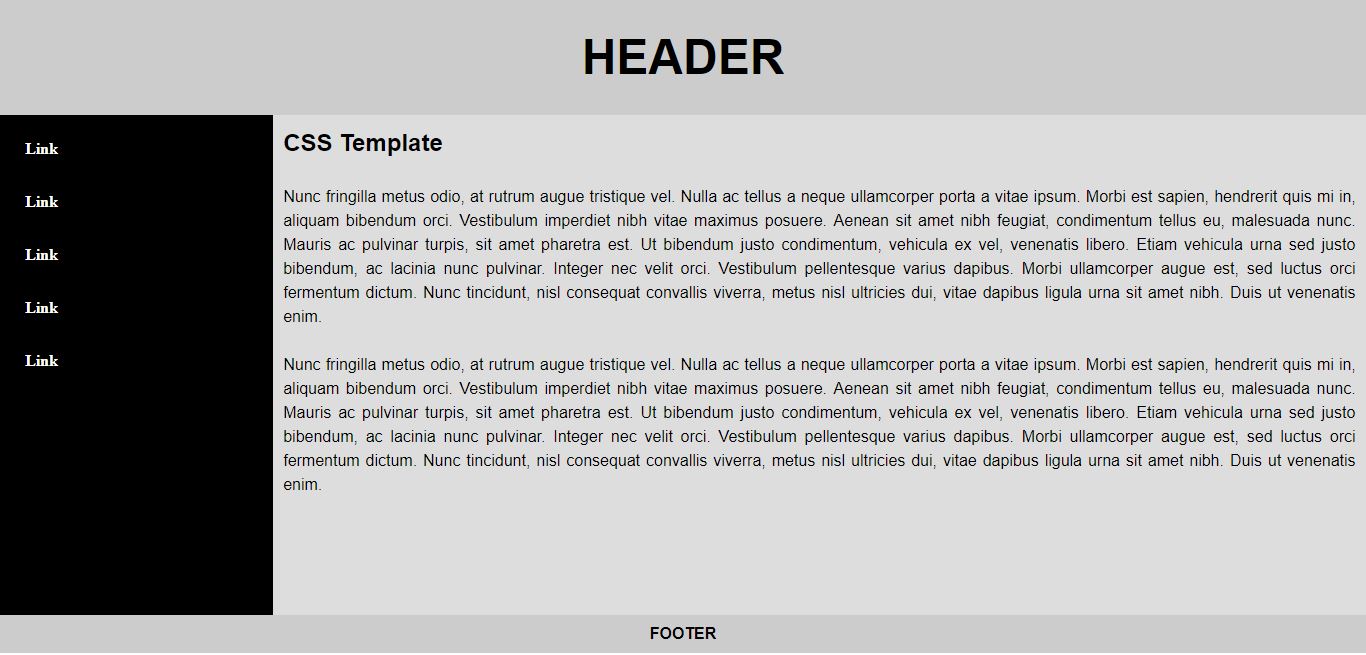 HEADER
Link
Link
Link
Link
Link
CSS Template
Nunc fringilla metus odio, at rutrum augue tristique vel. Nulla ac tellus a neque ullamcorper porta a vitae ipsum. Morbi est sapien, hendrerit quis mi in,
aliquam bibendum orci. Vestibulum imperdiet nibh vitae maximus posuere. Aenean sit amet nibh feugiat, condimentum tellus eu, malesuada nunc.
Mauris ac pulvinar turpis, sit amet pharetra est. Ut bibendum justo condimentum, vehicula ex vel, venenatis libero. Etiam vehicula urna sed justo
bibendum, ac lacinia nunc pulvinar. Integer nec velit orci. Vestibulum pellentesque varius dapibus. Morbi ullamcorper augue est, sed luctus orci
fermentum dictum. Nunc tincidunt, nisl consequat convallis viverra, metus nisl ultricies dui, vitae dapibus ligula urna sit amet nibh. Duis ut venenatis
enim.
Nunc fringilla metus odio, at rutrum augue tristique vel. Nulla ac tellus a neque ullamcorper porta a vitae ipsum. Morbi est sapien, hendrerit quis mi in,
aliquam bibendum orci. Vestibulum imperdiet nibh vitae maximus posuere. Aenean sit amet nibh feugiat, condimentum tellus eu, malesuada nunc.
Mauris ac pulvinar turpis, sit amet pharetra est. Ut bibendum justo condimentum, vehicula ex vel, venenatis libero. Etiam vehicula urna sed justo
bibendum, ac lacinia nunc pulvinar. Integer nec velit orci. Vestibulum pellentesque varius dapibus. Morbi ullamcorper augue est, sed luctus orci
fermentum dictum. Nunc tincidunt, nisl consequat convallis viverra, metus nisl ultricies dui, vitae dapibus ligula urna sit amet nibh. Duis ut venenatis
enim.
FOOTER